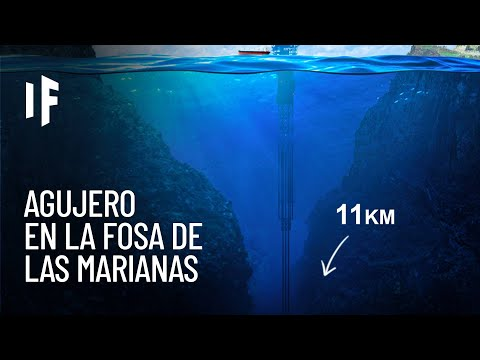 IF
AGUJERO
EN LA FOSA DE
LAS MARIANAS
11KM